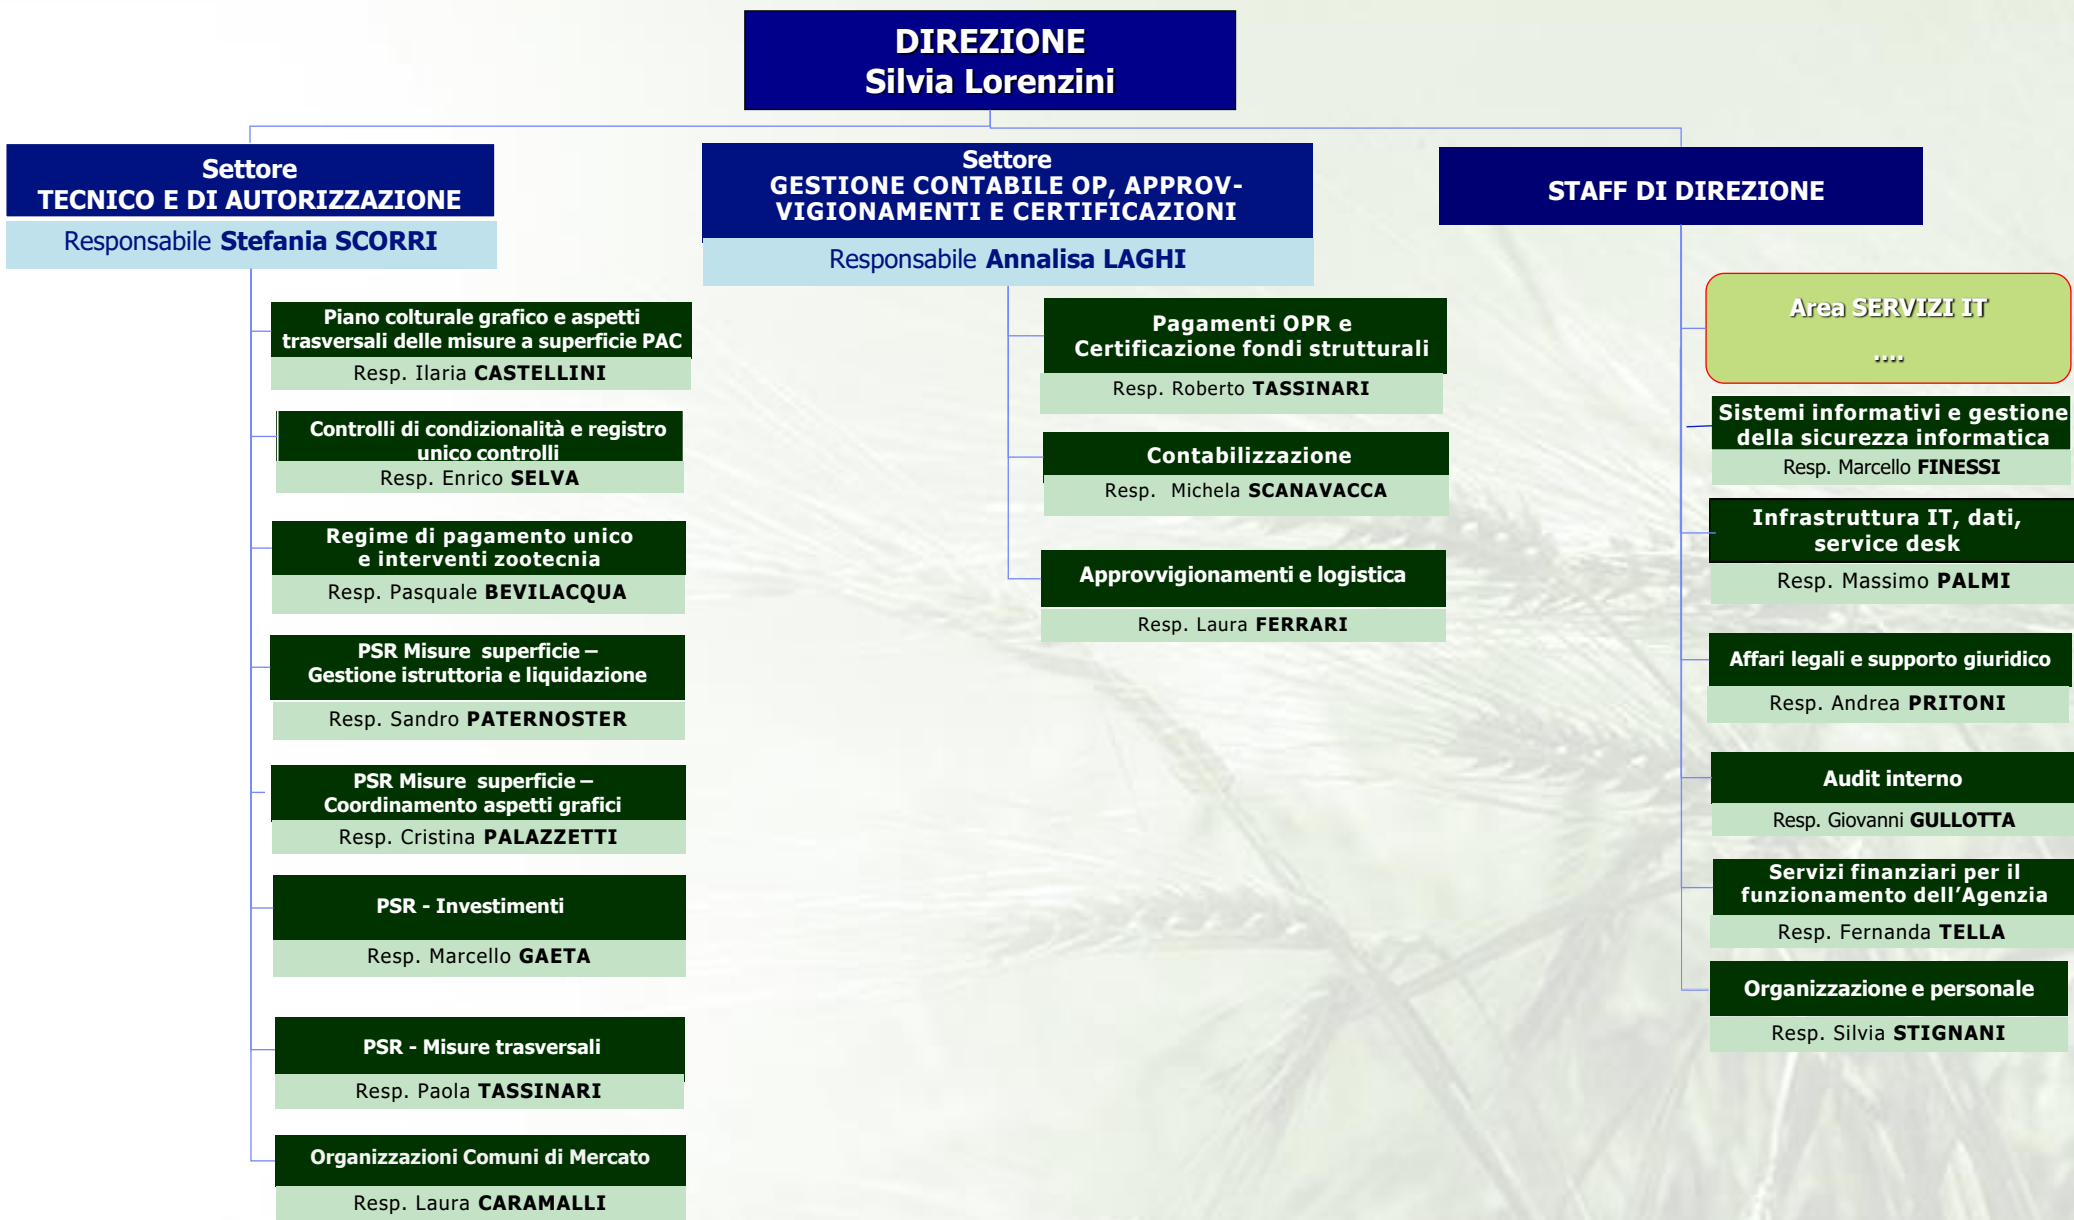 DIREZIONE
Silvia Lorenzini
Settore
TECNICO E DI AUTORIZZAZIONE
Responsabile Stefania SCORRI
Piano colturale grafico e aspetti
trasversali delle misure a superficie PAC
Resp. Ilaria CASTELLINI
Controlli di condizionalità e registro
unico controlli
Resp. Enrico SELVA
Regime di pagamento unico
e interventi zootecnia
Resp. Pasquale BEVILACQUA
PSR Misure superficie –
Gestione istruttoria e liquidazione
Resp. Sandro PATERNOSTER
PSR Misure superficie –
Coordinamento aspetti grafici
Resp. Cristina PALAZZETTI
PSR - Investimenti
Resp. Marcello GAETA
PSR - Misure trasversali
Resp. Paola TASSINARI
Organizzazioni Comuni di Mercato
Resp. Laura CARAMALLI
Settore
GESTIONE CONTABILE OP, APPROV-
VIGIONAMENTI E CERTIFICAZIONI
Responsabile Annalisa LAGHI
Pagamenti OPR e
Certificazione fondi strutturali
Resp. Roberto TASSINARI
Contabilizzazione
Resp. Michela SCANAVACCA
Approvvigionamenti e logistica
Resp. Laura FERRARI
STAFF DI DIREZIONE
Area SERVIZI IT
....
Sistemi informativi e gestione
della sicurezza informatica
Resp. Marcello FINESSI
Infrastruttura IT, dati,
service desk
Resp. Massimo PALMI
Affari legali e supporto giuridico
Resp. Andrea PRITONI
Audit interno
Resp. Giovanni GULLOTTA
Servizi finanziari per il
funzionamento dell’Agenzia
Resp. Fernanda TELLA
Organizzazione e personale
Resp. Silvia STIGNANI